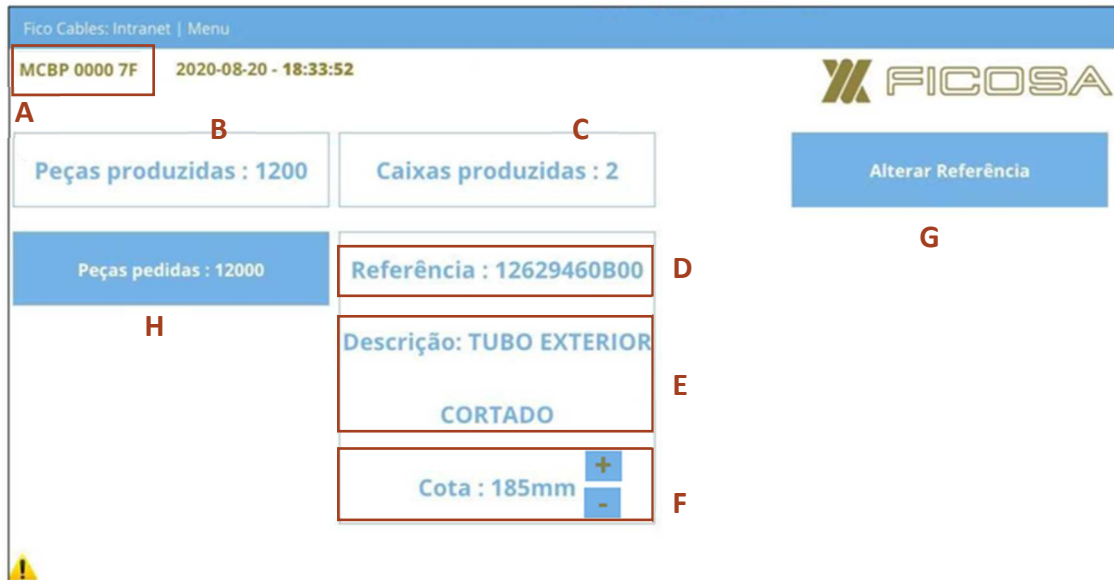 Fico Cables: Intranet | Menu
MCBP 0000 7F 2020-08-20 - 18:33:52
FICOSA
A
B
C
Peças produzidas : 1200
Caixas produzidas : 2
Alterar Referência
G
Peças pedidas : 12000
Referência : 12629460B00
D
H
Descrição: TUBO EXTERIOR
CORTADO
E
Cota : 185mm
+
-
F